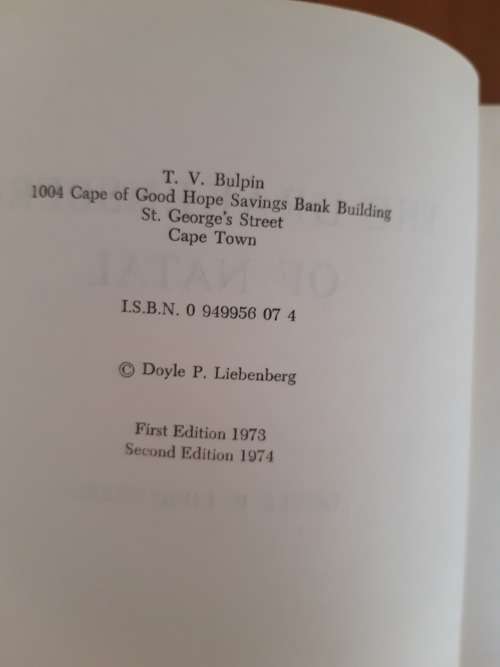 T. V. Bulpin
1004 Cape of Good Hope Savings Bank Building
St. George's Street
Cape Town
I.S.B.N. 0 949956 07 4
© Doyle P. Liebenberg
First Edition 1973
Second Edition 1974